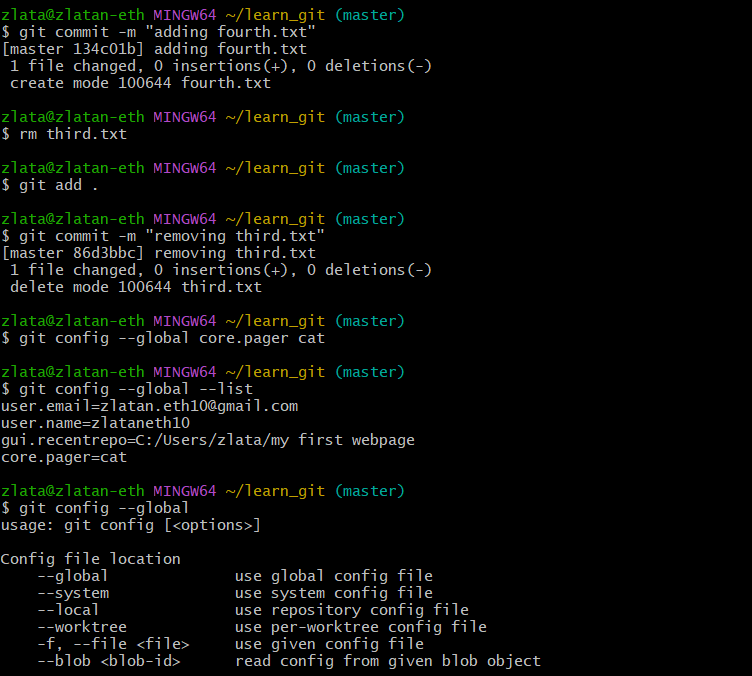 zlata@zlatan-eth MINGW64 ~/learn_git (master)
$ git commit -m "adding fourth.txt"
[master 134c01b] adding fourth.txt
 1 file changed, 0 insertions(+), 0 deletions(-)
 create mode 100644 fourth.txt

zlata@zlatan-eth MINGW64 ~/learn_git (master)
$ rm third.txt

zlata@zlatan-eth MINGW64 ~/learn_git (master)
$ git add .

zlata@zlatan-eth MINGW64 ~/learn_git (master)
$ git commit -m "removing third.txt"
[master 86d3bbc] removing third.txt
 1 file changed, 0 insertions(+), 0 deletions(-)
 delete mode 100644 third.txt

zlata@zlatan-eth MINGW64 ~/learn_git (master)
$ git config --global core.pager cat

zlata@zlatan-eth MINGW64 ~/learn_git (master)
$ git config --global --list
user.email=zlatan.eth10@gmail.com
user.name=zlataneth10
gui.recentrepo=C:/Users/zlata/my first webpage
core.pager=cat

zlata@zlatan-eth MINGW64 ~/learn_git (master)
$ git config --global
usage: git config [<options>]

Config file location
    --global              use global config file
    --system              use system config file
    --local               use repository config file
    --worktree            use per-worktree config file
    -f, --file <file>     use given config file
    --blob <blob-id>      read config from given blob object